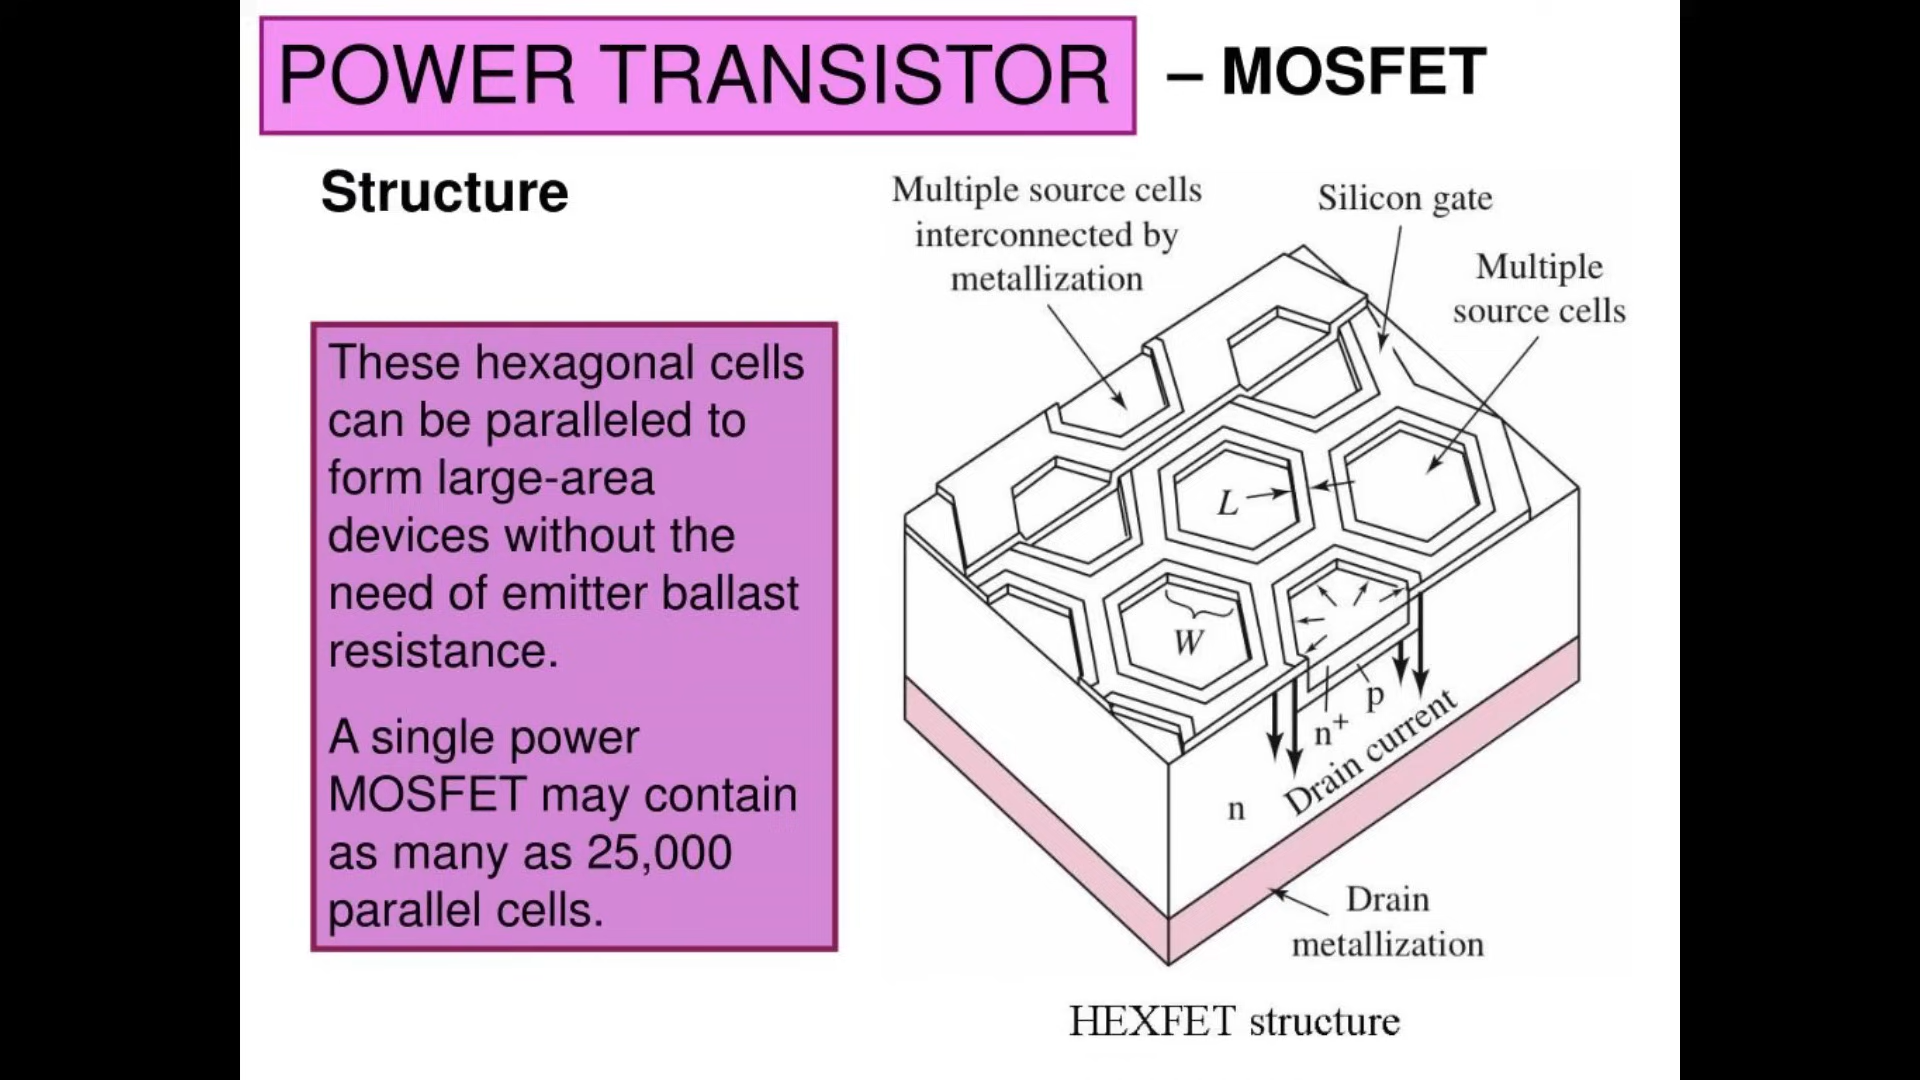 POWER TRANSISTOR – MOSFET
Structure
These hexagonal cells
can be paralleled to
form large-area
devices without the
need of emitter ballast
resistance.
A single power
MOSFET may contain
as many as 25,000
parallel cells.
Multiple source cells
interconnected by
metallization
Silicon gate
Multiple
source cells
L
W
p
n+
Drain current
n
Drain
metallization
HEXFET structure